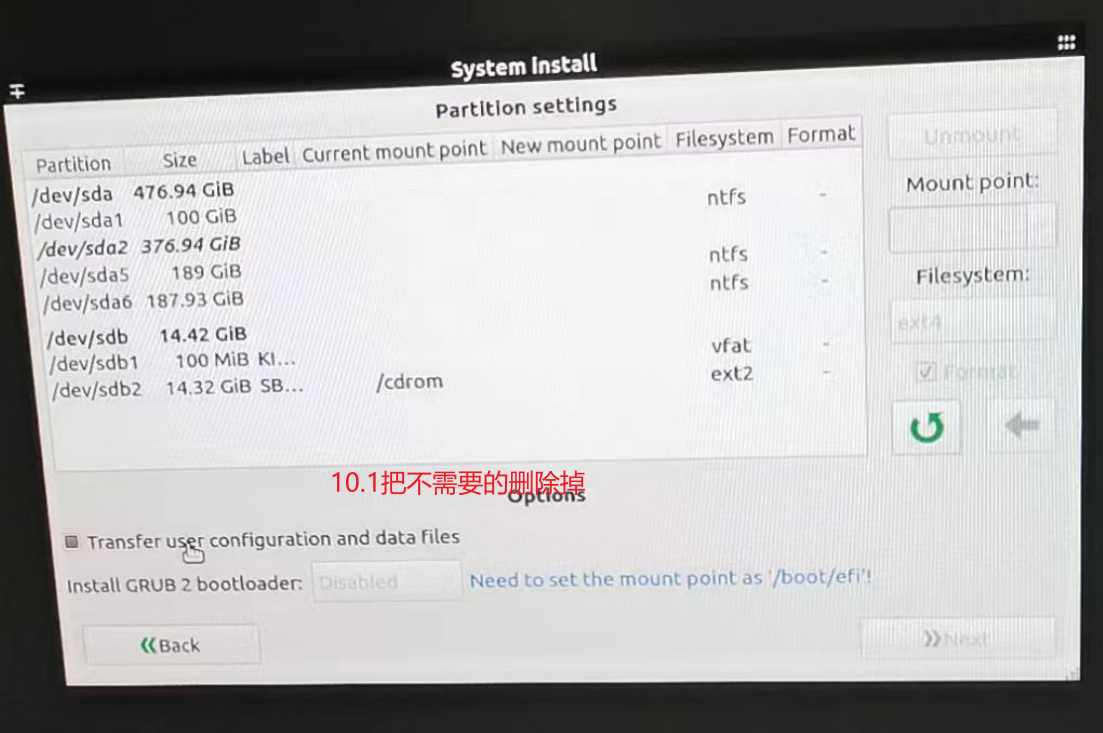 System install
Partition settings
Partition Size Label Current mount point New mount point Filesystem Format
/dev/sda 476.94 GiB
/dev/sda1 100 GiB ntfs -
/dev/sda2 376.94 GiB
/dev/sda5 189 GiB ntfs -
/dev/sda6 187.93 GiB ntfs -
/dev/sdb 14.42 GiB
/dev/sdb1 100 MiB KI... vfat -
/dev/sdb2 14.32 GiB SB... /cdrom ext2 -
Unmount
Mount point:
Filesystem:
ext4
Format
10.1把不需要的删除掉
Options
Transfer user configuration and data files
Install GRUB 2 bootloader: Disabled Need to set the mount point as '/boot/efi'!
Back
Next